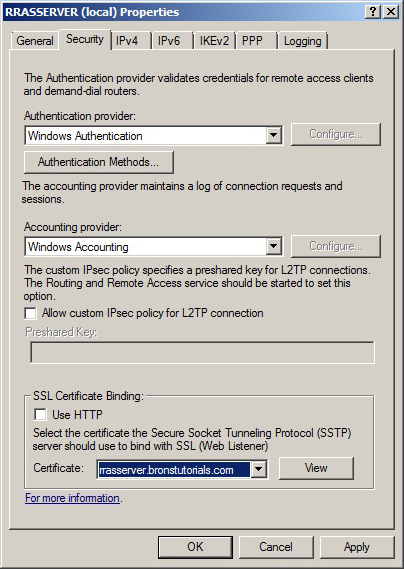 RRASSERVER (local) Properties
General Security IPv4 IPv6 IKEv2 PPP Logging
The Authentication provider validates credentials for remote access clients
and demand-dial routers.
Authentication provider:
Windows Authentication Configure...
Authentication Methods...
The accounting provider maintains a log of connection requests and
sessions.
Accounting provider:
Windows Accounting Configure...
The custom IPsec policy specifies a preshared key for L2TP connections.
The Routing and Remote Access service should be started to set this
option.
Allow custom IPsec policy for L2TP connection
Preshared Key:
SSL Certificate Binding:
Use HTTP
Select the certificate the Secure Socket Tunneling Protocol (SSTP)
server should use to bind with SSL (Web Listener)
Certificate: rrasserver.bronstutorials.com View
For more information.
OK Cancel Apply